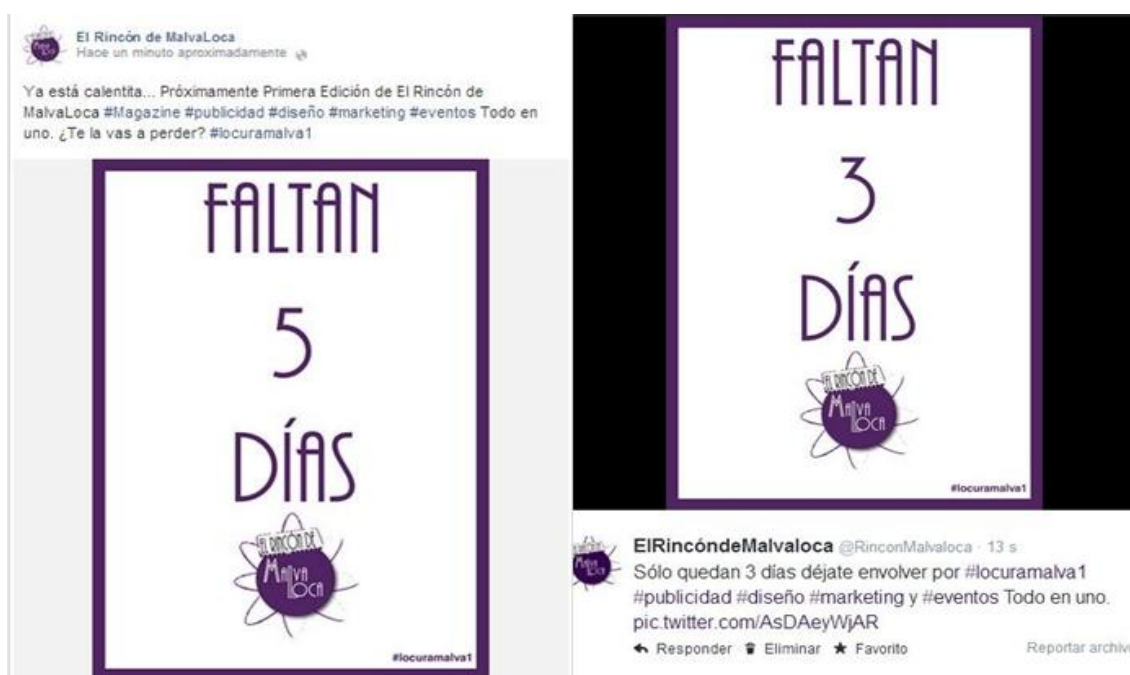 El Rincón de MalvaLoca
Hace un minuto aproximadamente
Ya está calentita... Próximamente Primera Edición de El Rincón de
MalvaLoca #Magazine #publicidad #diseño #marketing #eventos Todo en
uno. ¿Te la vas a perder? #locuramalva1
FALTAN
5
DÍAS
EL RINCÓN DE
MALVA
LOCA
#locuramalva1
FALTAN
3
DÍAS
EL RINCÓN DE
MALVA
LOCA
#locuramalva1
ElRincóndeMalvaloca @RinconMalvaloca · 13 s
Sólo quedan 3 días déjate envolver por #locuramalva1
#publicidad #diseño #marketing y #eventos Todo en uno.
pic.twitter.com/AsDAeyWjAR
Responder Eliminar Favorito Reportar archivo